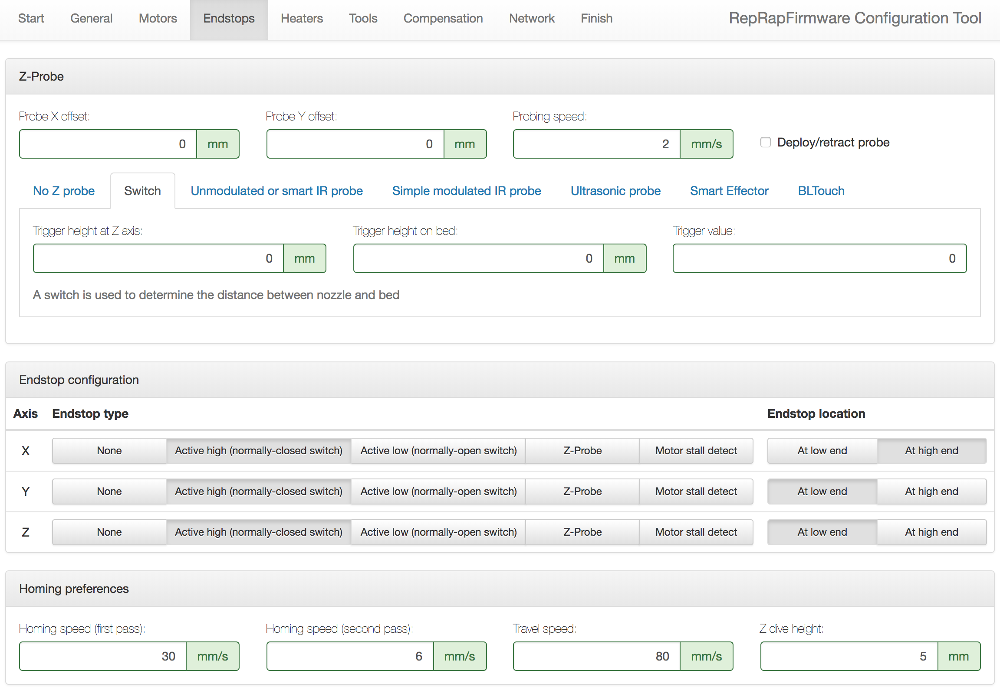 Start General Motors Endstops Heaters Tools Compensation Network Finish RepRapFirmware Configuration Tool
Z-Probe
Probe X offset: Probe Y offset: Probing speed:
0 mm 0 mm 2 mm/s Deploy/retract probe
No Z probe Switch Unmodulated or smart IR probe Simple modulated IR probe Ultrasonic probe Smart Effector BLTouch
Trigger height at Z axis: Trigger height on bed: Trigger value:
0 mm 0 mm 0
A switch is used to determine the distance between nozzle and bed
Endstop configuration
Axis Endstop type Endstop location
X None Active high (normally-closed switch) Active low (normally-open switch) Z-Probe Motor stall detect At low end At high end
Y None Active high (normally-closed switch) Active low (normally-open switch) Z-Probe Motor stall detect At low end At high end
Z None Active high (normally-closed switch) Active low (normally-open switch) Z-Probe Motor stall detect At low end At high end
Homing preferences
Homing speed (first pass): Homing speed (second pass): Travel speed: Z dive height:
30 mm/s 6 mm/s 80 mm/s 5 mm